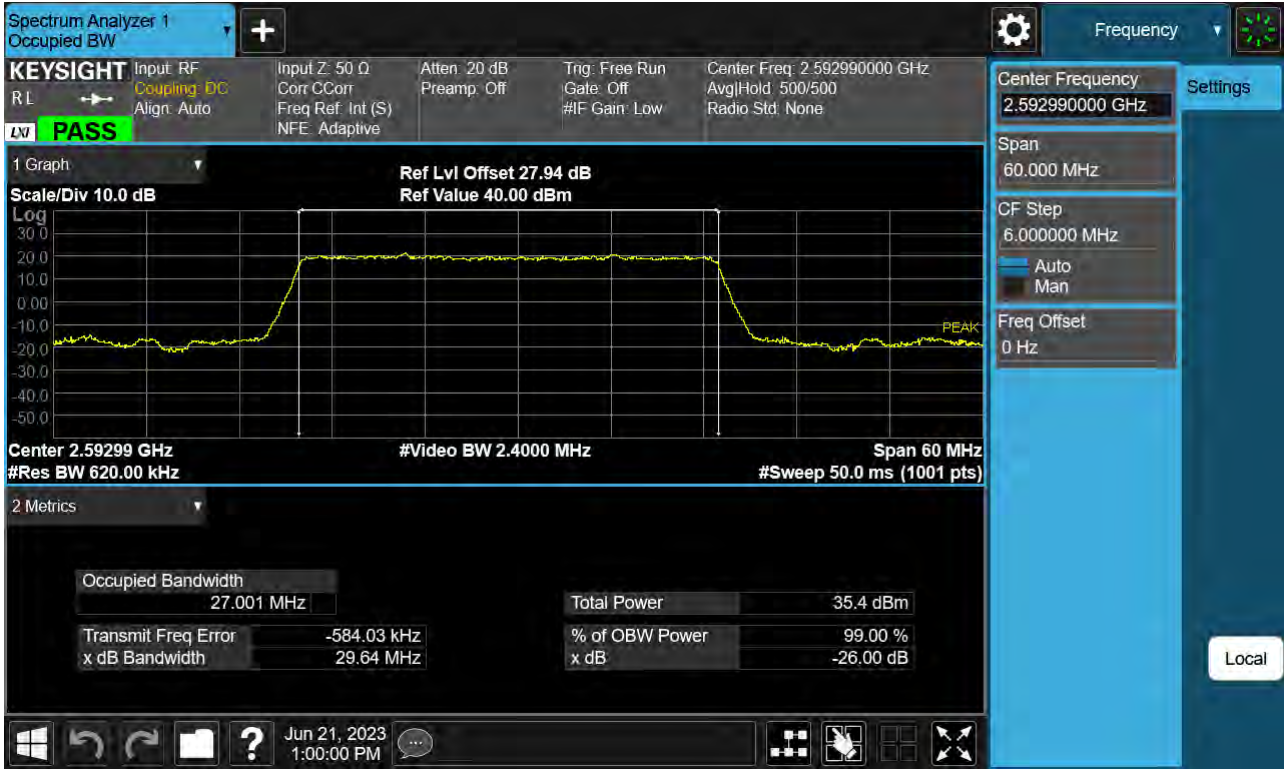 Spectrum Analyzer 1
Occupied BW
Frequency
KEYSIGHT
R L
LXI PASS
Input: RF
Coupling: DC
Align: Auto
Input Z: 50 Ω
Corr CCorr
Freq Ref: Int (S)
NFE: Adaptive
Atten: 20 dB
Preamp: Off
Trig: Free Run
Gate: Off
#IF Gain: Low
Center Freq: 2.592990000 GHz
Avg|Hold: 500/500
Radio Std: None
1 Graph
Scale/Div 10.0 dB
Ref Lvl Offset 27.94 dB
Ref Value 40.00 dBm
Log
30.0
20.0
10.0
0.00
-10.0
-20.0
-30.0
-40.0
-50.0
PEAK
Center 2.59299 GHz
#Res BW 620.00 kHz
#Video BW 2.4000 MHz
Span 60 MHz
#Sweep 50.0 ms (1001 pts)
2 Metrics
Occupied Bandwidth
27.001 MHz
Transmit Freq Error -584.03 kHz
x dB Bandwidth 29.64 MHz
Total Power 35.4 dBm
% of OBW Power 99.00 %
x dB -26.00 dB
Center Frequency
2.592990000 GHz
Span
60.000 MHz
CF Step
6.000000 MHz
Auto
Man
Freq Offset
0 Hz
Settings
Local
?
Jun 21, 2023
1:00:00 PM